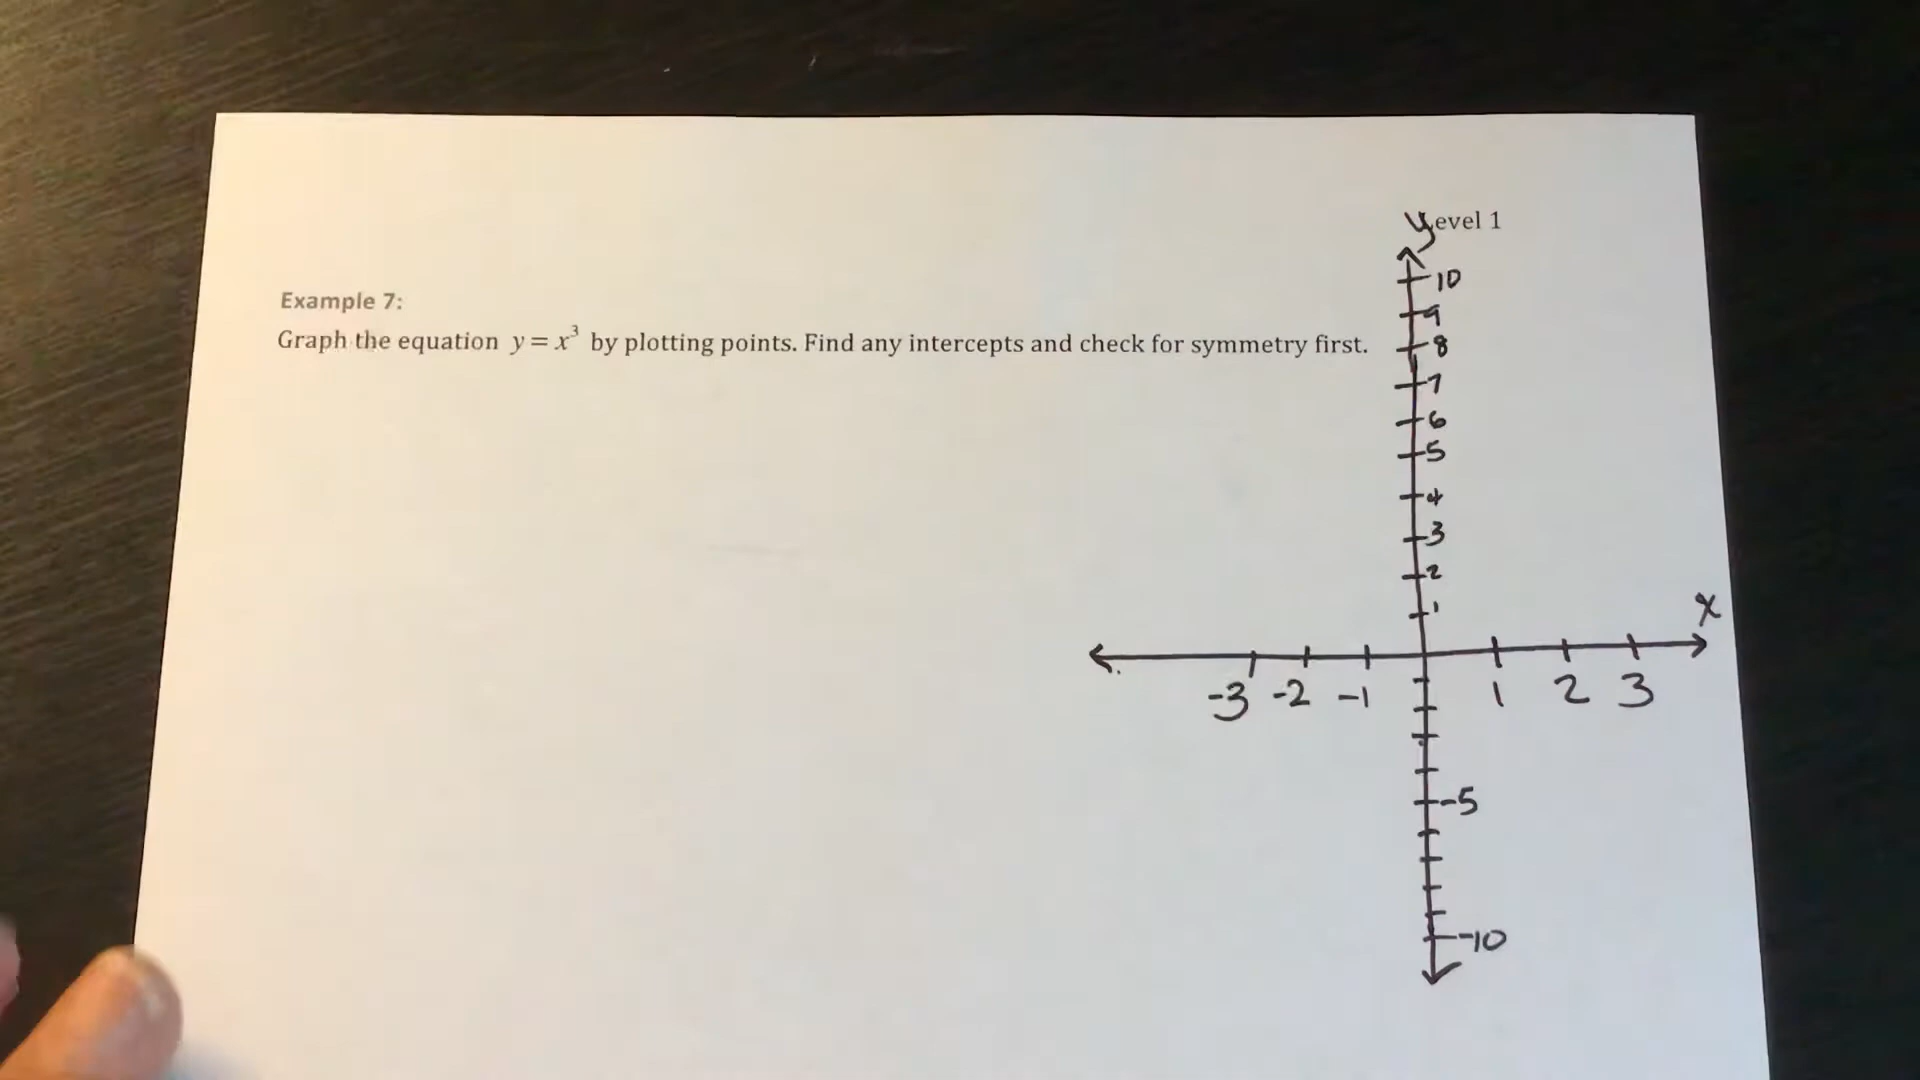 yevel 1
Example 7:
Graph the equation y = x³ by plotting points. Find any intercepts and check for symmetry first.
10
9
8
7
6
5
4
3
2
1
x
-3 -2 -1 1 2 3
-5
-10